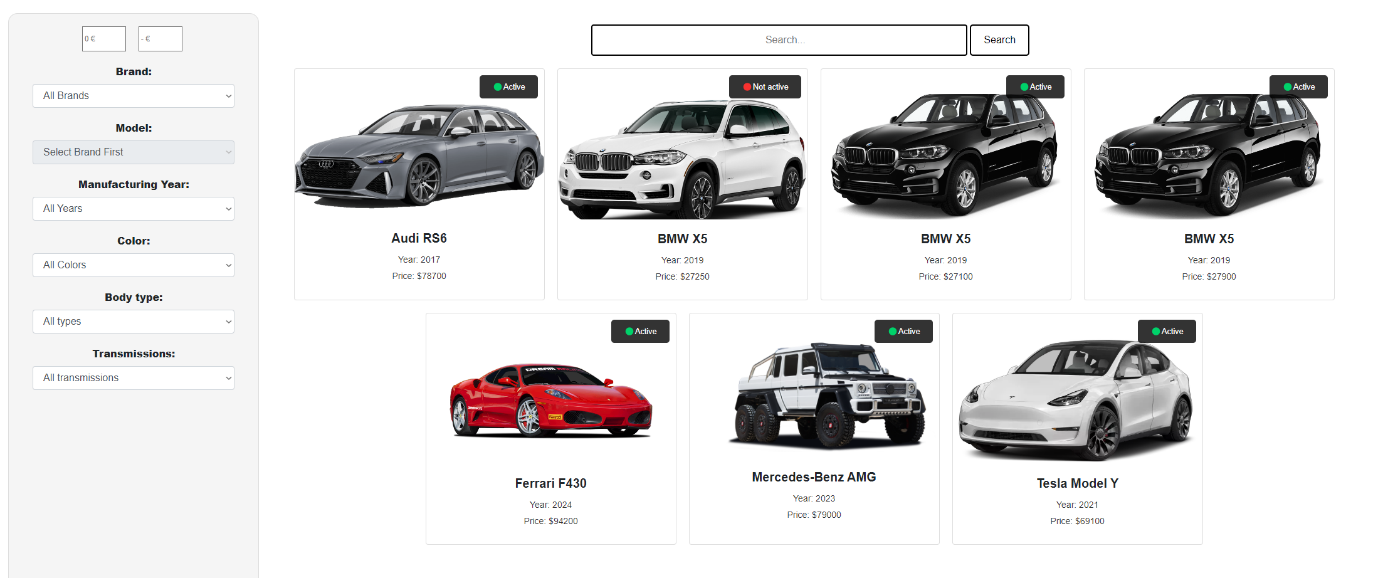 0 €
- €
Brand:
All Brands
Model:
Select Brand First
Manufacturing Year:
All Years
Color:
All Colors
Body type:
All types
Transmissions:
All transmissions
Search...
Search
Active
Audi RS6
Year: 2017
Price: $78700
Not active
BMW X5
Year: 2019
Price: $27250
Active
BMW X5
Year: 2019
Price: $27100
Active
BMW X5
Year: 2019
Price: $27900
Active
Ferrari F430
Year: 2024
Price: $94200
Active
Mercedes-Benz AMG
Year: 2023
Price: $79000
Active
Tesla Model Y
Year: 2021
Price: $69100